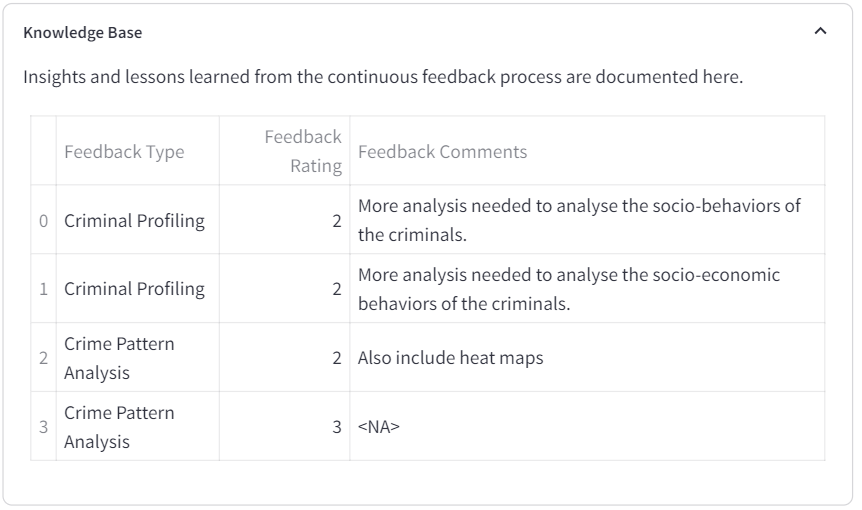 Knowledge Base
Insights and lessons learned from the continuous feedback process are documented here.
Feedback Type
Feedback
Rating
Feedback Comments
0
Criminal Profiling
2
More analysis needed to analyse the socio-behaviors of
the criminals.
1
Criminal Profiling
2
More analysis needed to analyse the socio-economic
behaviors of the criminals.
2
Crime Pattern
Analysis
2
Also include heat maps
3
Crime Pattern
Analysis
3
<NA>